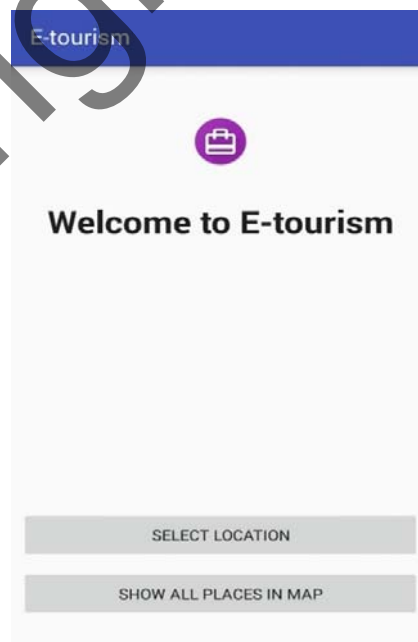 E-tourism
Welcome to E-tourism
SELECT LOCATION
SHOW ALL PLACES IN MAP